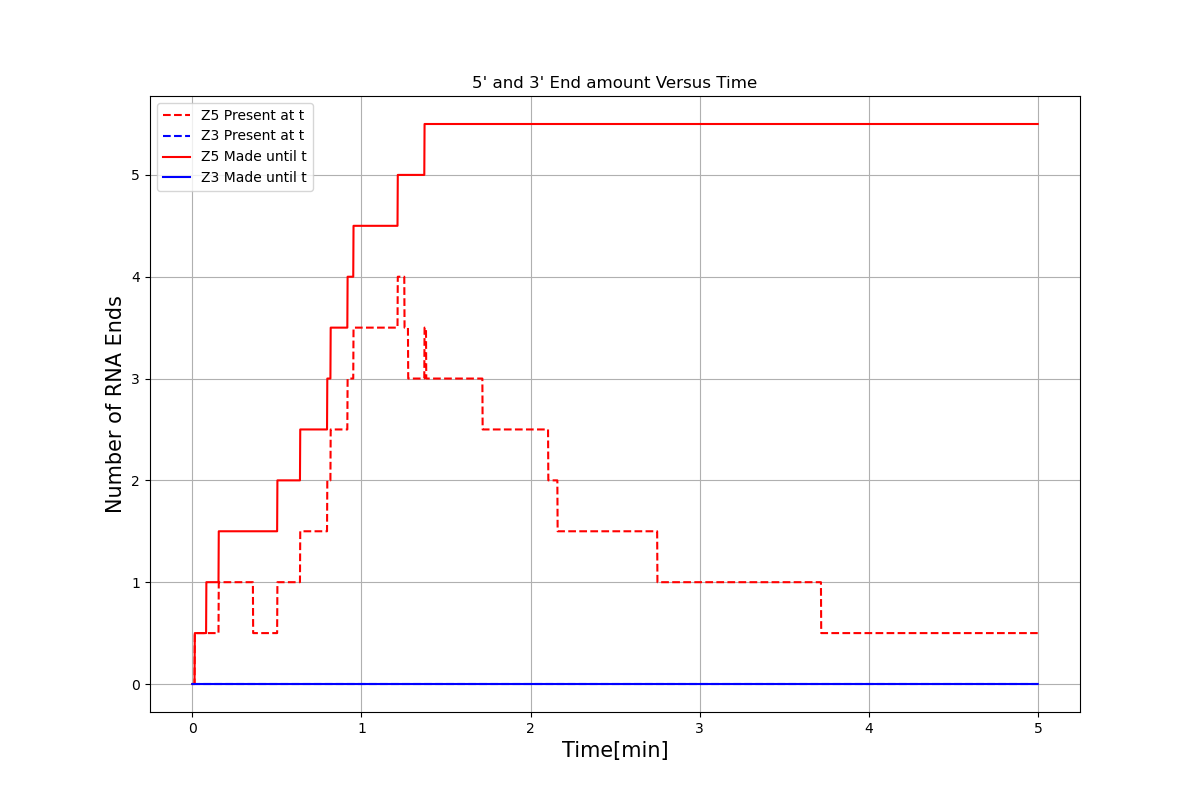 5' and 3' End amount Versus Time
Z5 Present at t
Z3 Present at t
Z5 Made until t
Z3 Made until t
Number of RNA Ends
5
4
3
2
1
0
0 1 2 3 4 5
Time[min]